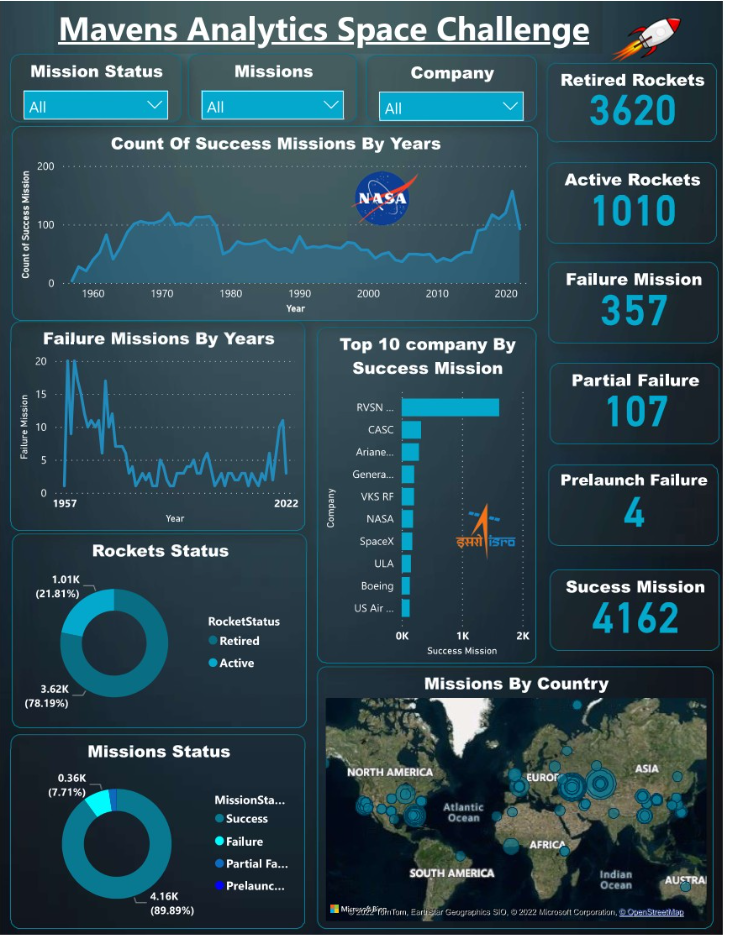 Mavens Analytics Space Challenge
Mission Status
All
Missions
All
Company
All
Retired Rockets
3620
Active Rockets
1010
Failure Mission
357
Partial Failure
107
Prelaunch Failure
4
Sucess Mission
4162
Count Of Success Missions By Years
Count of Success Mission
200
100
0
NASA
1960
1970
1980
1990
2000
2010
2020
Year
Failure Missions By Years
Failure Mission
20
15
10
5
0
1957
2022
Year
Top 10 company By
Success Mission
Company
RVSN ...
CASC
Ariane...
Genera...
VKS RF
NASA
SpaceX
ULA
Boeing
US Air ...
इसरो isro
0K
1K
2K
Success Mission
Rockets Status
1.01K
(21.81%)
3.62K
(78.19%)
RocketStatus
Retired
Active
Missions Status
0.36K
(7.71%)
4.16K
(89.89%)
MissionSta...
Success
Failure
Partial Fa...
Prelaunc...
Missions By Country
NORTH AMERICA
EUROP
ASIA
Atlantic
Ocean
AFRICA
SOUTH AMERICA
Indian
Ocean
AUSTRA
© 2022 TomTom, Earthstar Geographics SIO, © 2022 Microsoft Corporation, © OpenStreetMap